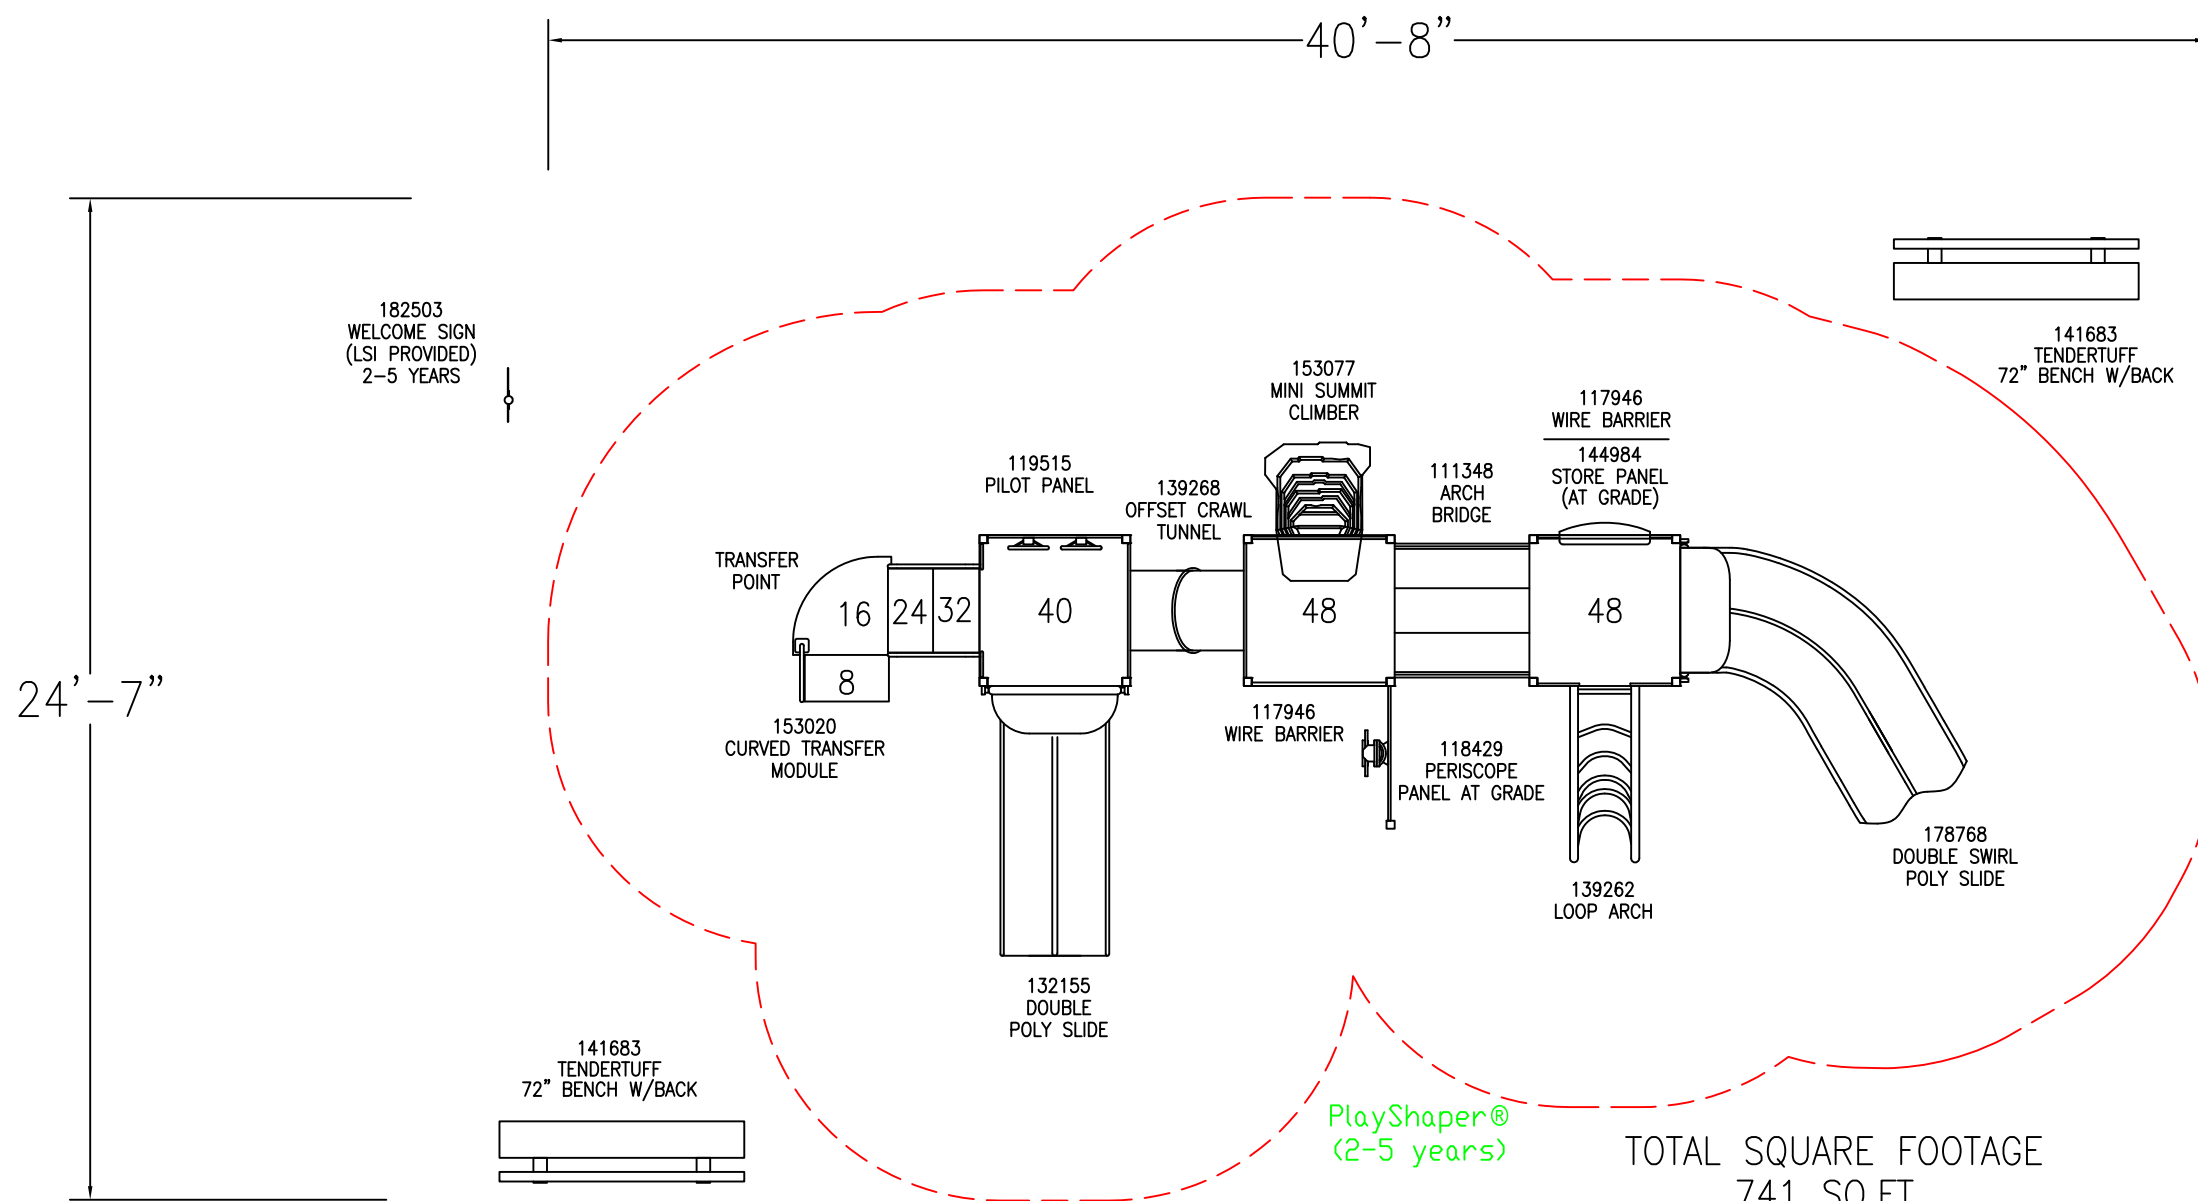 40'-8"
182503
WELCOME SIGN
(LSI PROVIDED)
2-5 YEARS
141683
TENDERTUFF
72" BENCH W/BACK
153077
MINI SUMMIT
CLIMBER
117946
WIRE BARRIER
144984
STORE PANEL
(AT GRADE)
119515
PILOT PANEL
139268
OFFSET CRAWL
TUNNEL
111348
ARCH
BRIDGE
TRANSFER
POINT
16
24
32
40
48
48
8
24'-7"
153020
CURVED TRANSFER
MODULE
117946
WIRE BARRIER
118429
PERISCOPE
PANEL AT GRADE
178768
DOUBLE SWIRL
POLY SLIDE
139262
LOOP ARCH
132155
DOUBLE
POLY SLIDE
141683
TENDERTUFF
72" BENCH W/BACK
PlayShaper®
(2-5 years)
TOTAL SQUARE FOOTAGE
741 SQ.FT.